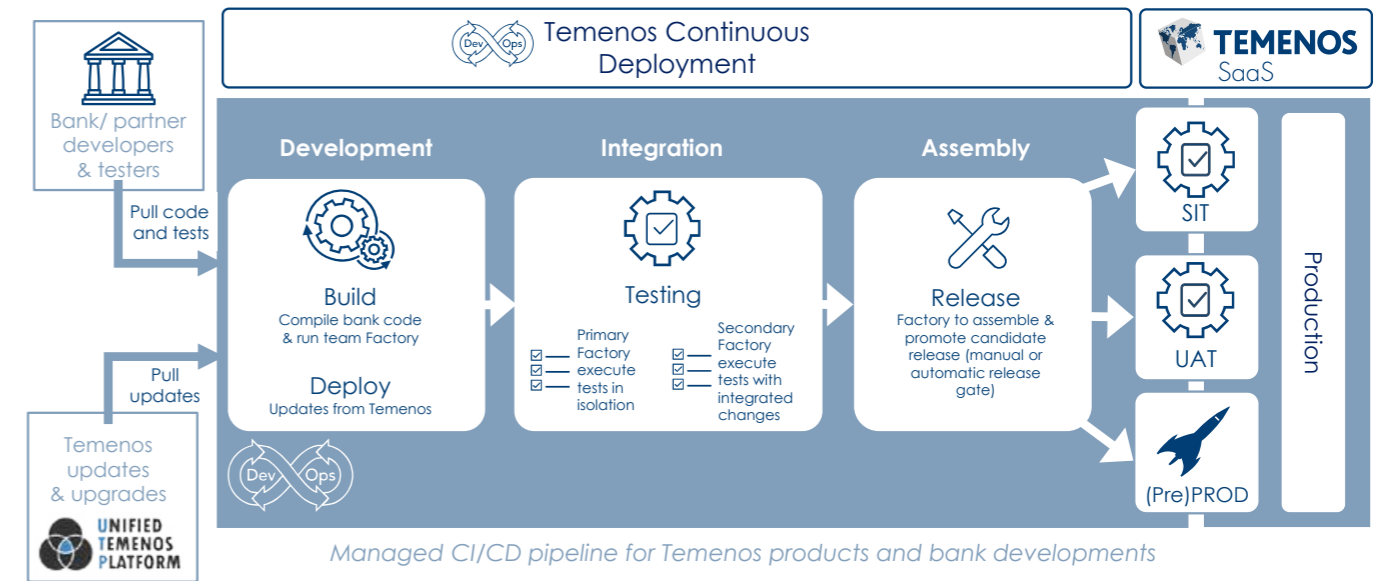 Dev Ops
Temenos Continuous
Deployment
TEMENOS
SaaS
Bank/ partner
developers
& testers
Pull code
and tests
Pull
updates
Temenos
updates
& upgrades
UNIFIED
TEMENOS
PLATFORM
Development
Build
Compile bank code
& run team Factory
Deploy
Updates from Temenos
Dev Ops
Integration
Testing
Primary
Factory
execute
tests in
isolation
Secondary
Factory
execute
tests with
integrated
changes
Assembly
Release
Factory to assemble &
promote candidate
release (manual or
automatic release
gate)
SIT
UAT
(Pre)PROD
Production
Managed CI/CD pipeline for Temenos products and bank developments